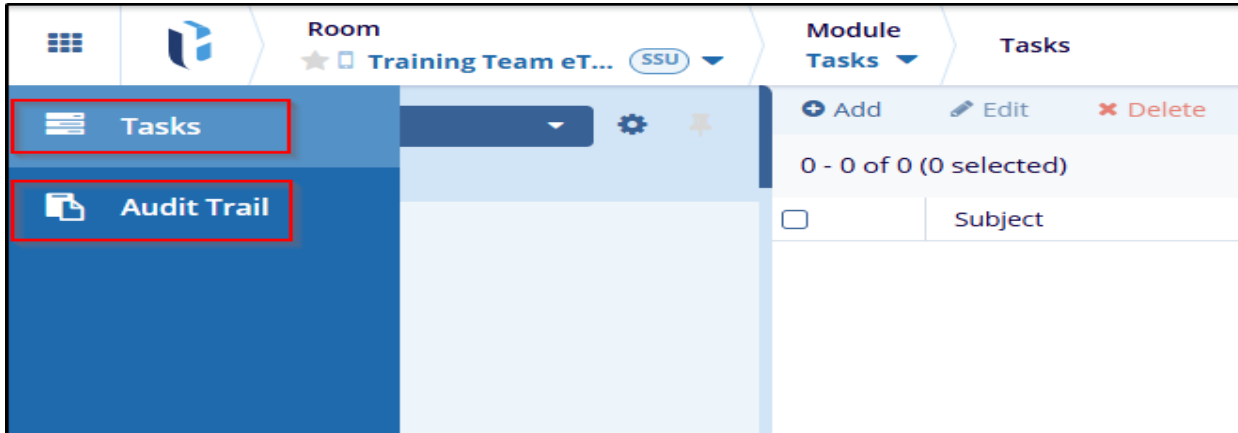 Room
Training Team eT... SSU
Module
Tasks
Tasks
Tasks
Audit Trail
Add Edit Delete
0 - 0 of 0 (0 selected)
Subject